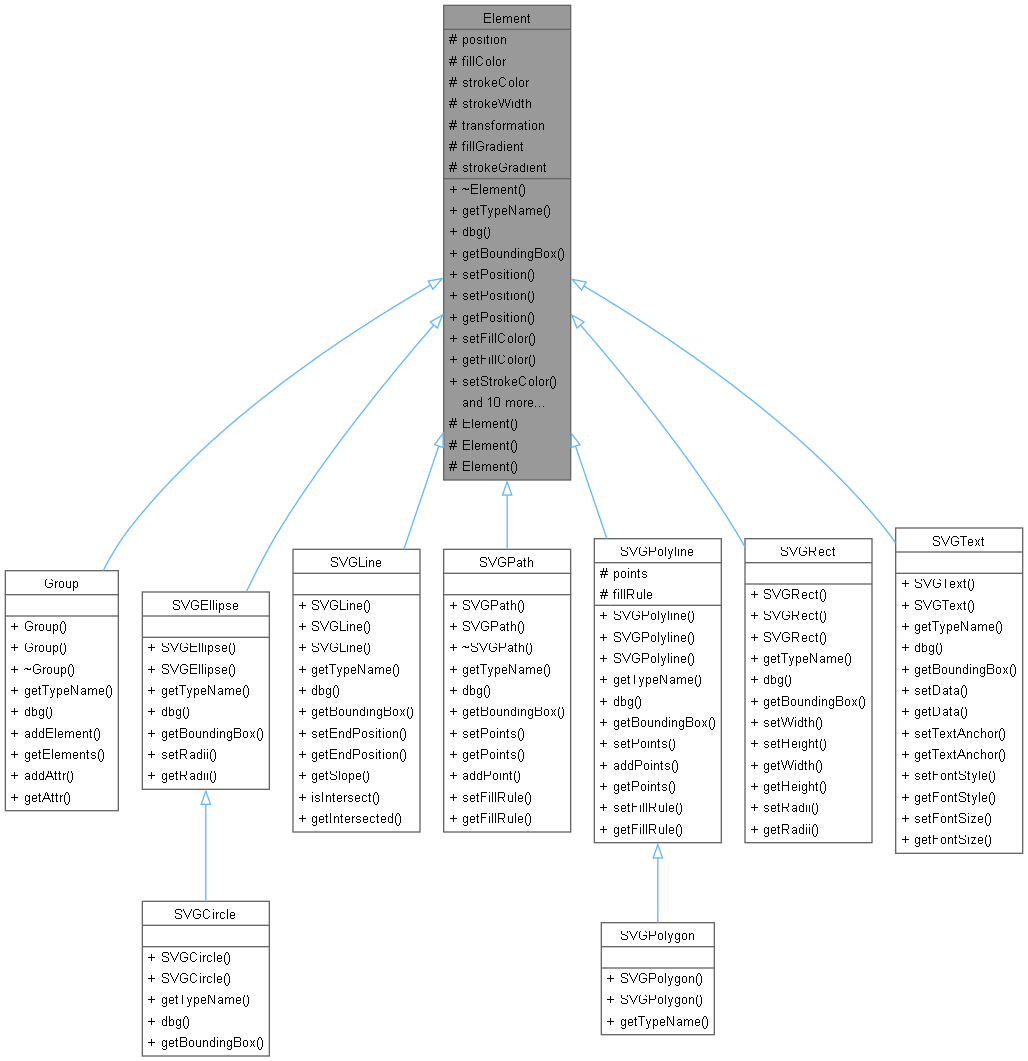 Element
# position
# fillColor
# strokeColor
# strokeWidth
# transformation
# fillGradient
# strokeGradient
+ ~Element()
+ getTypeName()
+ dbg()
+ getBoundingBox()
+ setPosition()
+ setPosition()
+ getPosition()
+ setFillColor()
+ getFillColor()
+ setStrokeColor()
and 10 more...
# Element()
# Element()
# Element()
Group
+ Group()
+ Group()
+ ~Group()
+ getTypeName()
+ dbg()
+ addElement()
+ getElements()
+ addAttr()
+ getAttr()
SVGEllipse
+ SVGEllipse()
+ SVGEllipse()
+ getTypeName()
+ dbg()
+ getBoundingBox()
+ setRadii()
+ getRadii()
SVGLine
+ SVGLine()
+ SVGLine()
+ SVGLine()
+ getTypeName()
+ dbg()
+ getBoundingBox()
+ setEndPosition()
+ getEndPosition()
+ getSlope()
+ isIntersect()
+ getIntersected()
SVGPath
+ SVGPath()
+ SVGPath()
+ ~SVGPath()
+ getTypeName()
+ dbg()
+ getBoundingBox()
+ setPoints()
+ getPoints()
+ addPoint()
+ setFillRule()
+ getFillRule()
SVGPolyline
# points
# fillRule
+ SVGPolyline()
+ SVGPolyline()
+ SVGPolyline()
+ getTypeName()
+ dbg()
+ getBoundingBox()
+ setPoints()
+ addPoints()
+ getPoints()
+ setFillRule()
+ getFillRule()
SVGRect
+ SVGRect()
+ SVGRect()
+ SVGRect()
+ getTypeName()
+ dbg()
+ getBoundingBox()
+ setWidth()
+ setHeight()
+ getWidth()
+ getHeight()
+ setRadii()
+ getRadii()
SVGText
+ SVGText()
+ SVGText()
+ getTypeName()
+ dbg()
+ getBoundingBox()
+ setData()
+ getData()
+ setTextAnchor()
+ getTextAnchor()
+ setFontStyle()
+ getFontStyle()
+ setFontSize()
+ getFontSize()
SVGCircle
+ SVGCircle()
+ SVGCircle()
+ getTypeName()
+ dbg()
+ getBoundingBox()
SVGPolygon
+ SVGPolygon()
+ SVGPolygon()
+ getTypeName()